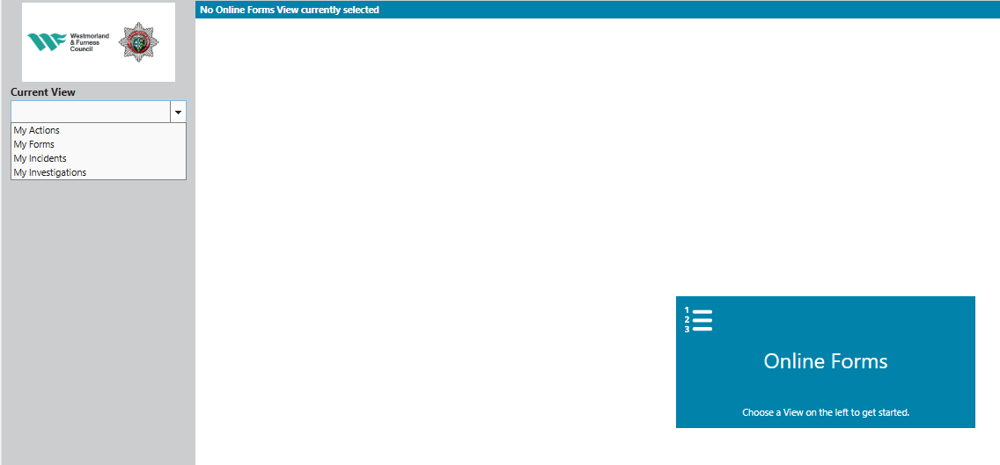 Westmorland
& Furness
Council
Current View
My Actions
My Forms
My Incidents
My Investigations
No Online Forms View currently selected
1
2
3
Online Forms
Choose a View on the left to get started.